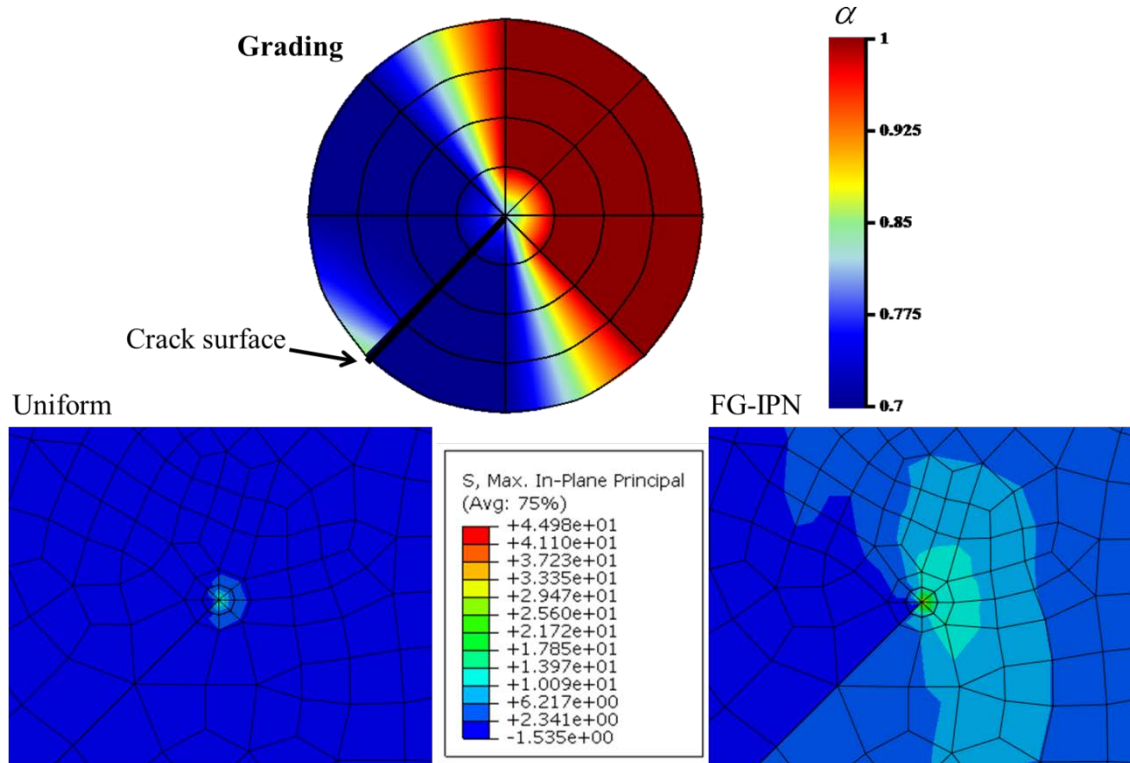 Grading
α
1
0.925
0.85
0.775
0.7
Crack surface
Uniform
FG-IPN
S, Max. In-Plane Principal
(Avg: 75%)
+4.498e+01
+4.110e+01
+3.723e+01
+3.335e+01
+2.947e+01
+2.560e+01
+2.172e+01
+1.785e+01
+1.397e+01
+1.009e+01
+6.217e+00
+2.341e+00
-1.535e+00